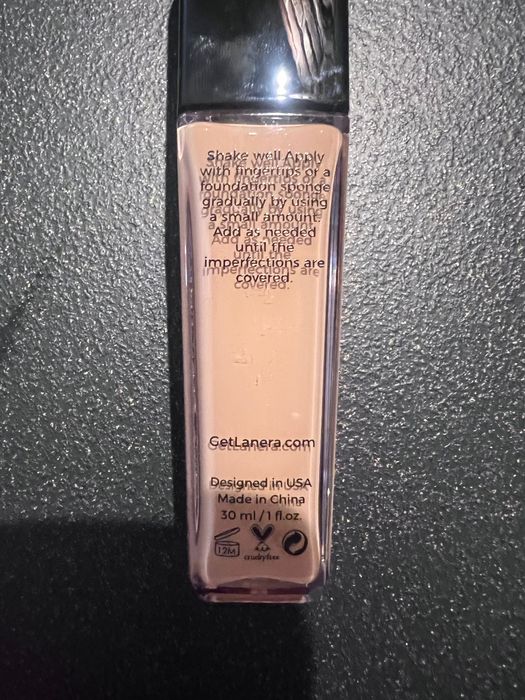 Shake well Apply
with fingertips or a
foundation sponge
gradually by using
a small amount.
Add as needed
until the
imperfections are
covered.
GetLanera.com
Designed in USA
Made in China
30 ml / 1 fl.oz.
12M
crueltyfree